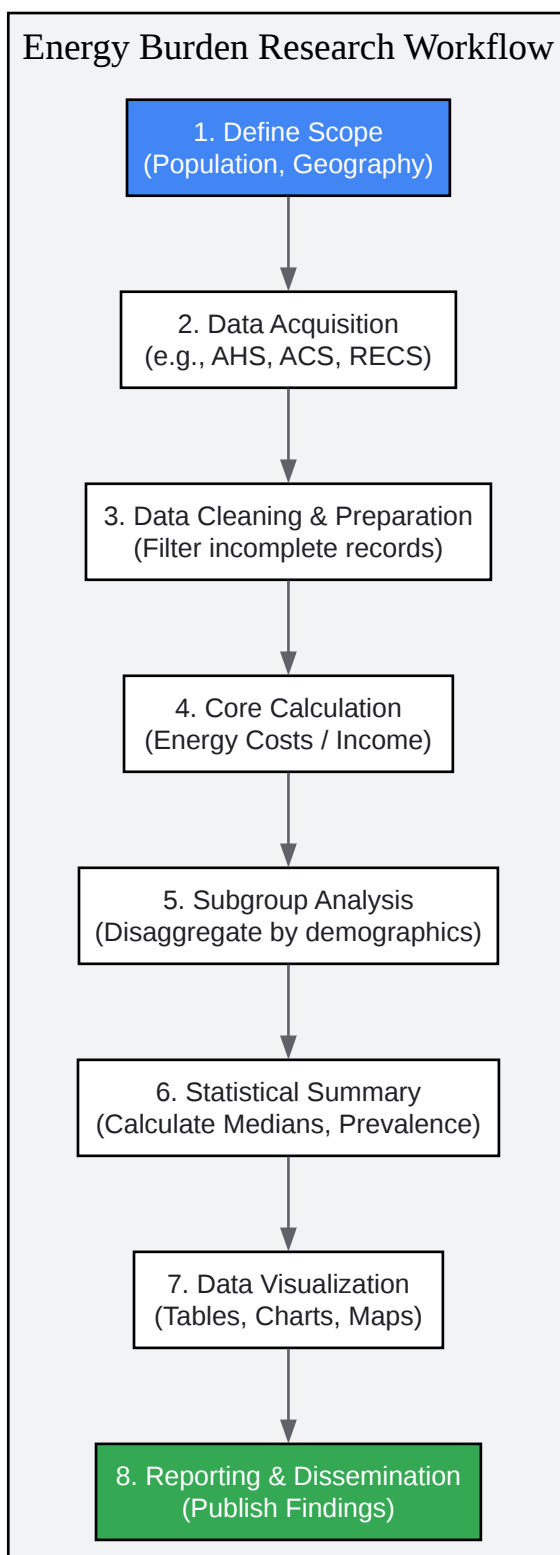 Energy Burden Research Workflow
1. Define Scope
(Population, Geography)
2. Data Acquisition
(e.g., AHS, ACS, RECS)
3. Data Cleaning & Preparation
(Filter incomplete records)
4. Core Calculation
(Energy Costs / Income)
5. Subgroup Analysis
(Disaggregate by demographics)
6. Statistical Summary
(Calculate Medians, Prevalence)
7. Data Visualization
(Tables, Charts, Maps)
8. Reporting & Dissemination
(Publish Findings)